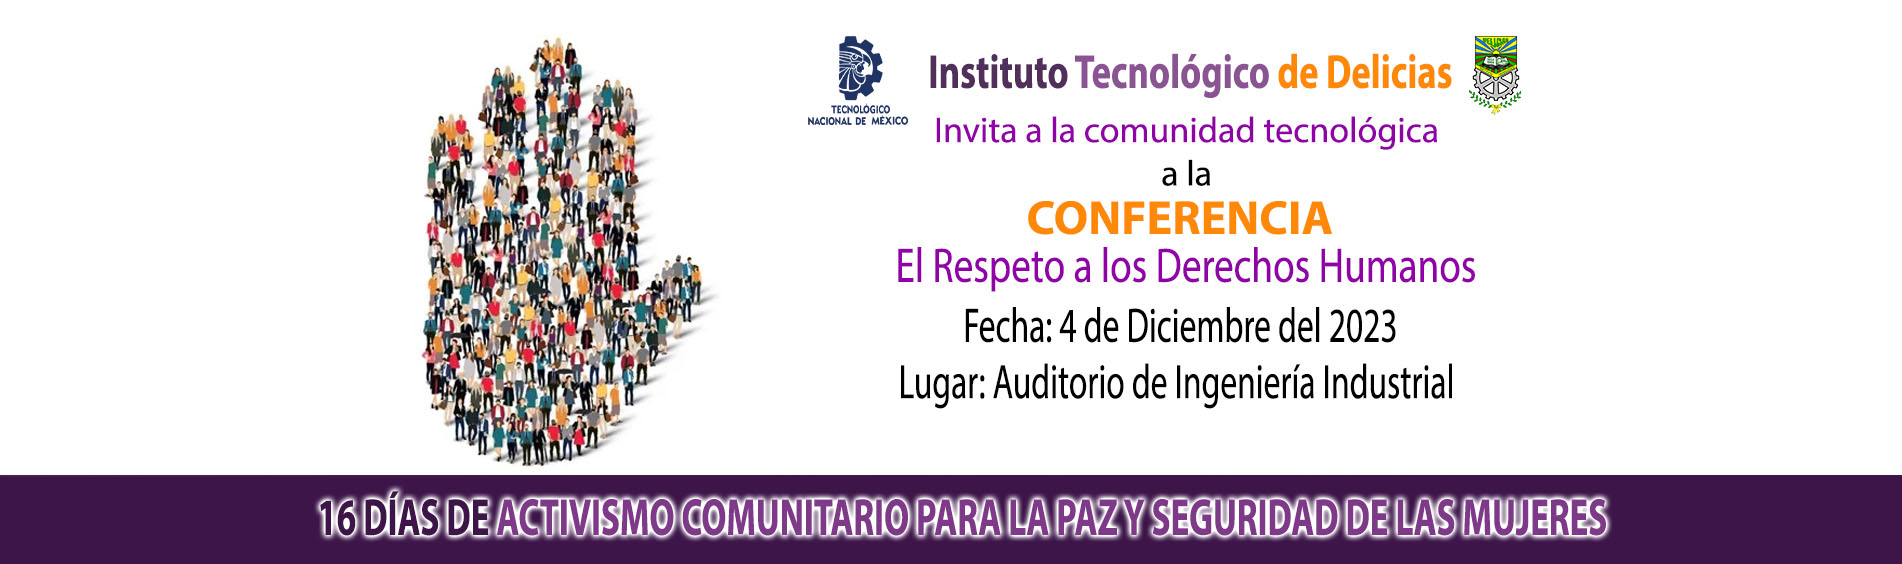 TECNOLÓGICO
NACIONAL DE MÉXICO
Instituto Tecnológico de Delicias
Invita a la comunidad tecnológica
a la
CONFERENCIA
El Respeto a los Derechos Humanos
Fecha: 4 de Diciembre del 2023
Lugar: Auditorio de Ingeniería Industrial
16 DÍAS DE ACTIVISMO COMUNITARIO PARA LA PAZ Y SEGURIDAD DE LAS MUJERES